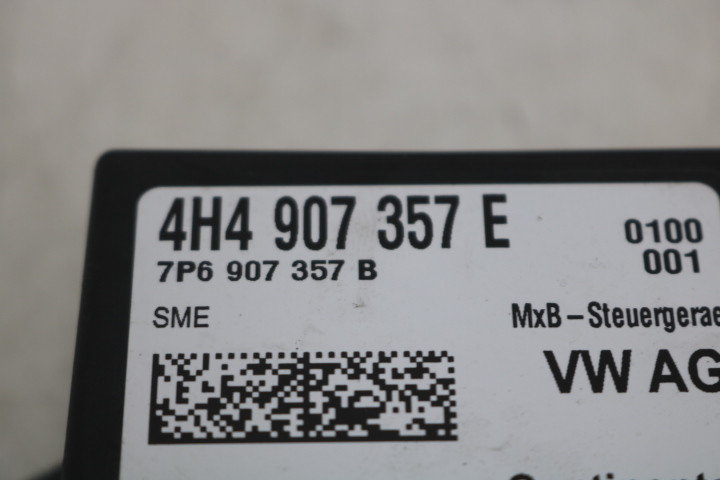 4H4 907 357 E
7P6 907 357 B
0100
001
SME
MxB-Steuergerae
VW AG